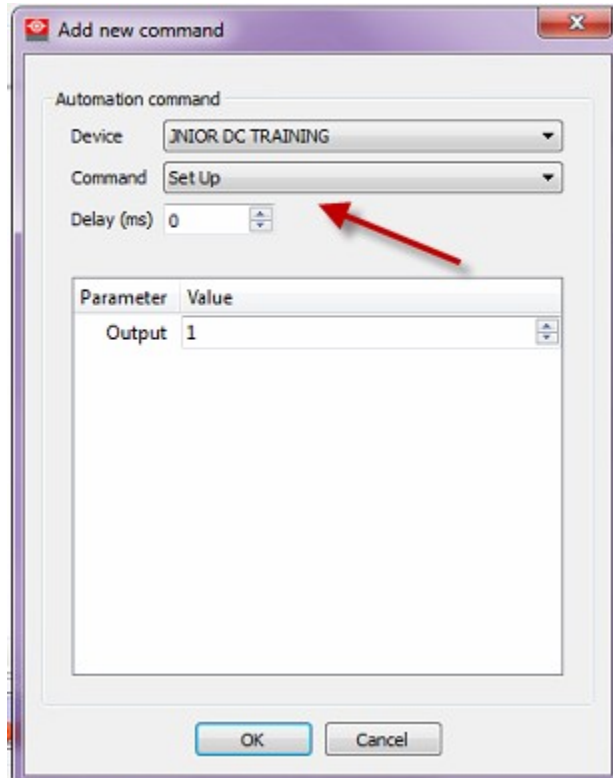 Add new command
Automation command
Device JNIOR DC TRAINING
Command Set Up
Delay (ms) 0
Parameter Value
Output 1
OK Cancel